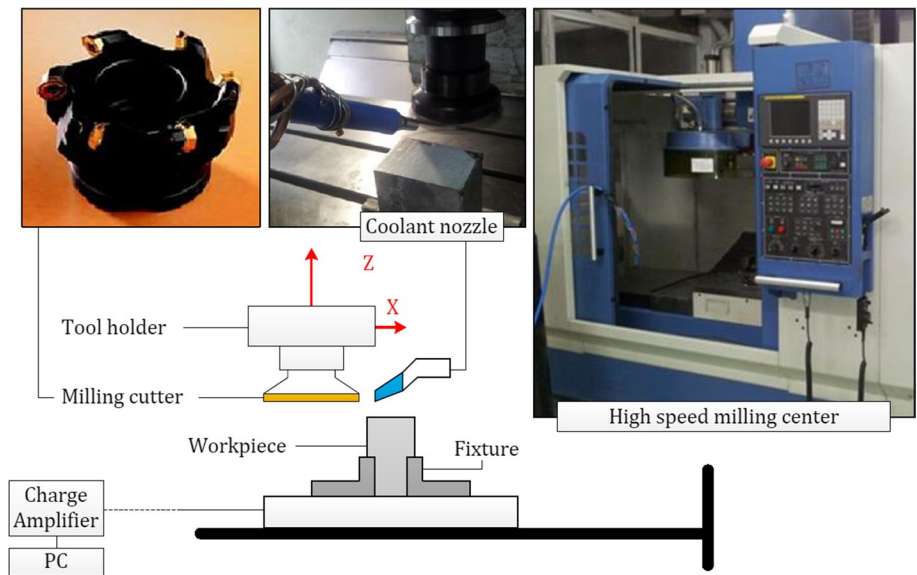 Coolant nozzle
Z
X
Tool holder
Milling cutter
High speed milling center
Workpiece
Fixture
Charge
Amplifier
PC